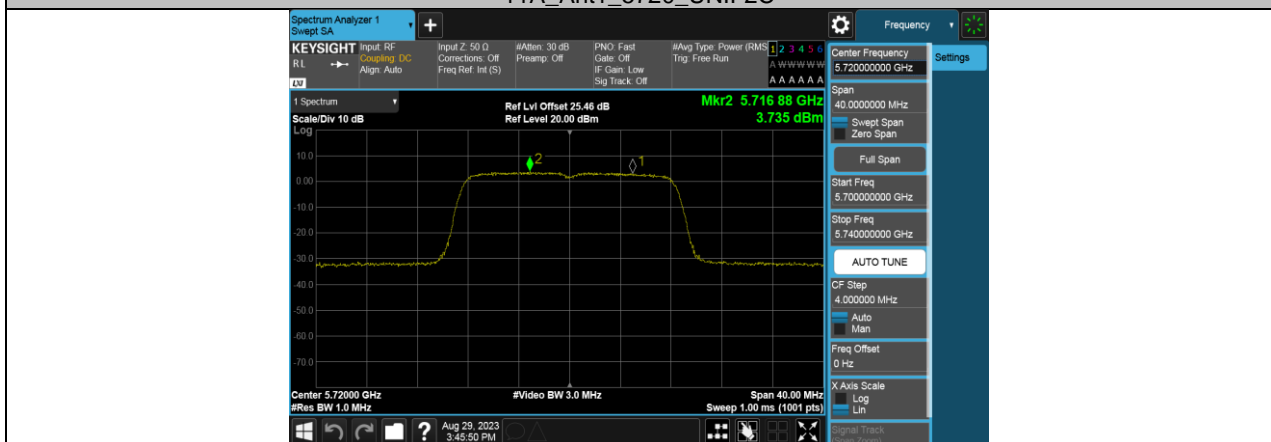 11A_Ant1_5720_UNII-2C
Spectrum Analyzer 1
Swept SA
Frequency
KEYSIGHT
RL
LXI
Input: RF
Coupling: DC
Align: Auto
Input Z: 50 Ω
Corrections: Off
Freq Ref: Int (S)
#Atten: 30 dB
Preamp: Off
PNO: Fast
Gate: Off
IF Gain: Low
Sig Track: Off
#Avg Type: Power (RMS
Trig: Free Run
1 2 3 4 5 6
A W W W W W
A A A A A A
1 Spectrum
Scale/Div 10 dB
Log
Ref Lvl Offset 25.46 dB
Ref Level 20.00 dBm
Mkr2 5.716 88 GHz
3.735 dBm
10.0
0.00
-10.0
-20.0
-30.0
-40.0
-50.0
-60.0
-70.0
2
1
Center 5.72000 GHz
#Res BW 1.0 MHz
#Video BW 3.0 MHz
Span 40.00 MHz
Sweep 1.00 ms (1001 pts)
Center Frequency
5.720000000 GHz
Settings
Span
40.0000000 MHz
Swept Span
Zero Span
Full Span
Start Freq
5.700000000 GHz
Stop Freq
5.740000000 GHz
AUTO TUNE
CF Step
4.000000 MHz
Auto
Man
Freq Offset
0 Hz
X Axis Scale
Log
Lin
Signal Track
(Span Zoom)
?
Aug 29, 2023
3:45:50 PM